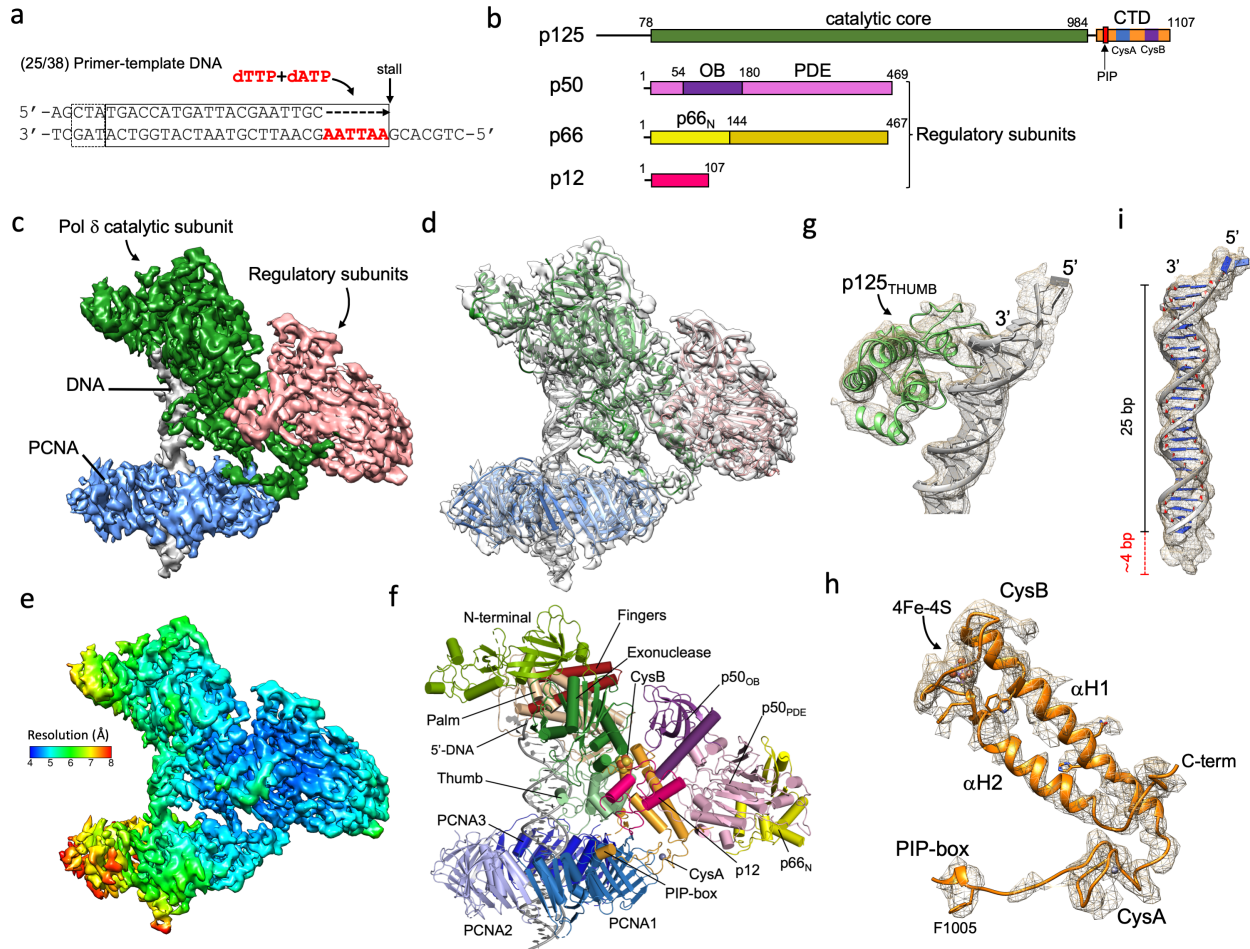 a
(25/38) Primer-template DNA
dTTP+dATP
stall
5'-AGCTATGACCATGATTACGAATTGC
3'-TCGATACTGGTACTAATGCTTAACGAATTAAGCACGTC-5'
b
78
catalytic core
984
CTD
1107
p125
CysA
CysB
PIP
p50
1
54
OB
180
PDE
469
p66
1
p66N
144
467
Regulatory subunits
p12
1
107
c
Pol δ catalytic subunit
Regulatory subunits
DNA
PCNA
d
g
p125THUMB
3'
5'
i
5'
3'
25 bp
~4 bp
e
Resolution (Å)
4 5 6 7 8
f
N-terminal
Fingers
Exonuclease
CysB
p50OB
p50PDE
Palm
5'-DNA
Thumb
PCNA3
CysA
p12
p66N
PIP-box
PCNA2
PCNA1
h
CysB
4Fe-4S
αH1
αH2
C-term
PIP-box
F1005
CysA